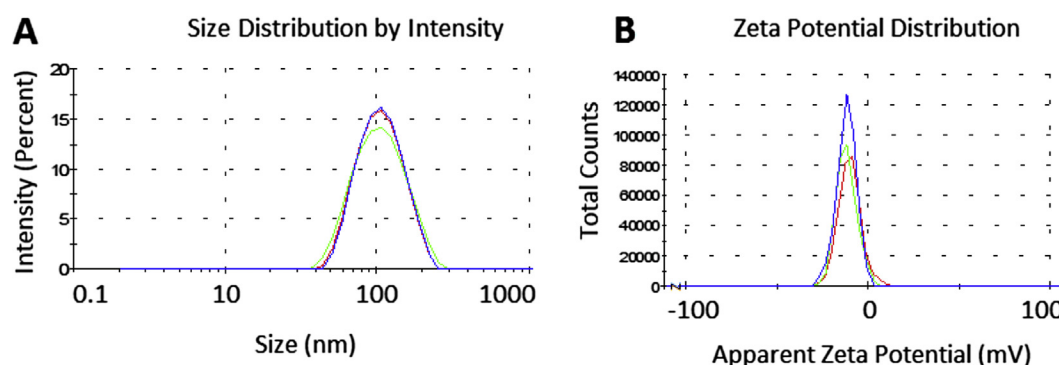 A
Size Distribution by Intensity
Intensity (Percent)
20
15
10
5
0
0.1
10
100
1000
Size (nm)
B
Zeta Potential Distribution
Total Counts
140000
120000
100000
80000
60000
40000
20000
0
-100
0
100
Apparent Zeta Potential (mV)